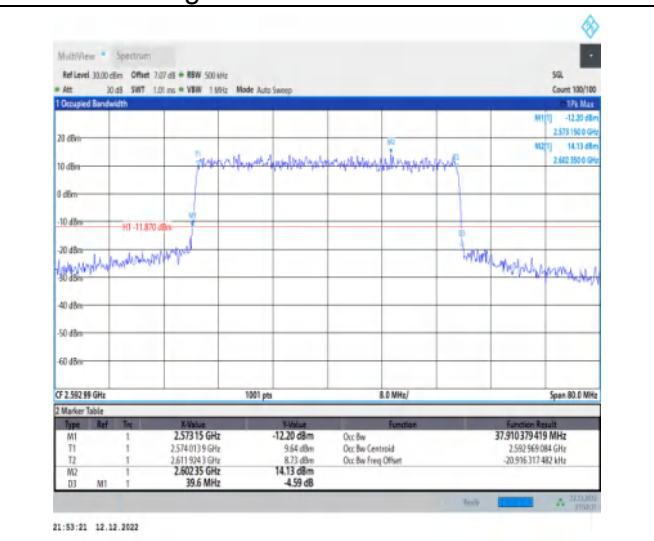 MultiView Spectrum
Ref Level 30.00 dBm Offset 7.07 dB RBW 500 kHz SGL
Att 30 dB SWT 1.01 ms VBW 1 MHz Mode Auto Sweep Count 100/100
1 Occupied Bandwidth 1Pk Max
M1[1] -12.20 dBm
2.573 150 0 GHz
20 dBm M2[1] 14.13 dBm
2.602 350 0 GHz
T1 M2
10 dBm
0 dBm
M1
-10 dBm
H1 -11.870 dBm
D3
-20 dBm
-30 dBm
-40 dBm
-50 dBm
-60 dBm
CF 2.592 99 GHz 1001 pts 8.0 MHz/ Span 80.0 MHz
2 Marker Table
Type Ref Trc X-Value Y-Value Function Function Result
M1 1 2.573 15 GHz -12.20 dBm Occ Bw 37.910 379 419 MHz
T1 1 2.574 013 9 GHz 9.64 dBm Occ Bw Centroid 2.592 969 084 GHz
T2 1 2.611 924 3 GHz 8.73 dBm Occ Bw Freq Offset -20.916 317 482 kHz
M2 1 2.602 35 GHz 14.13 dBm
D3 M1 1 39.6 MHz -4.59 dB
Ready
21:53:21 12.12.2022